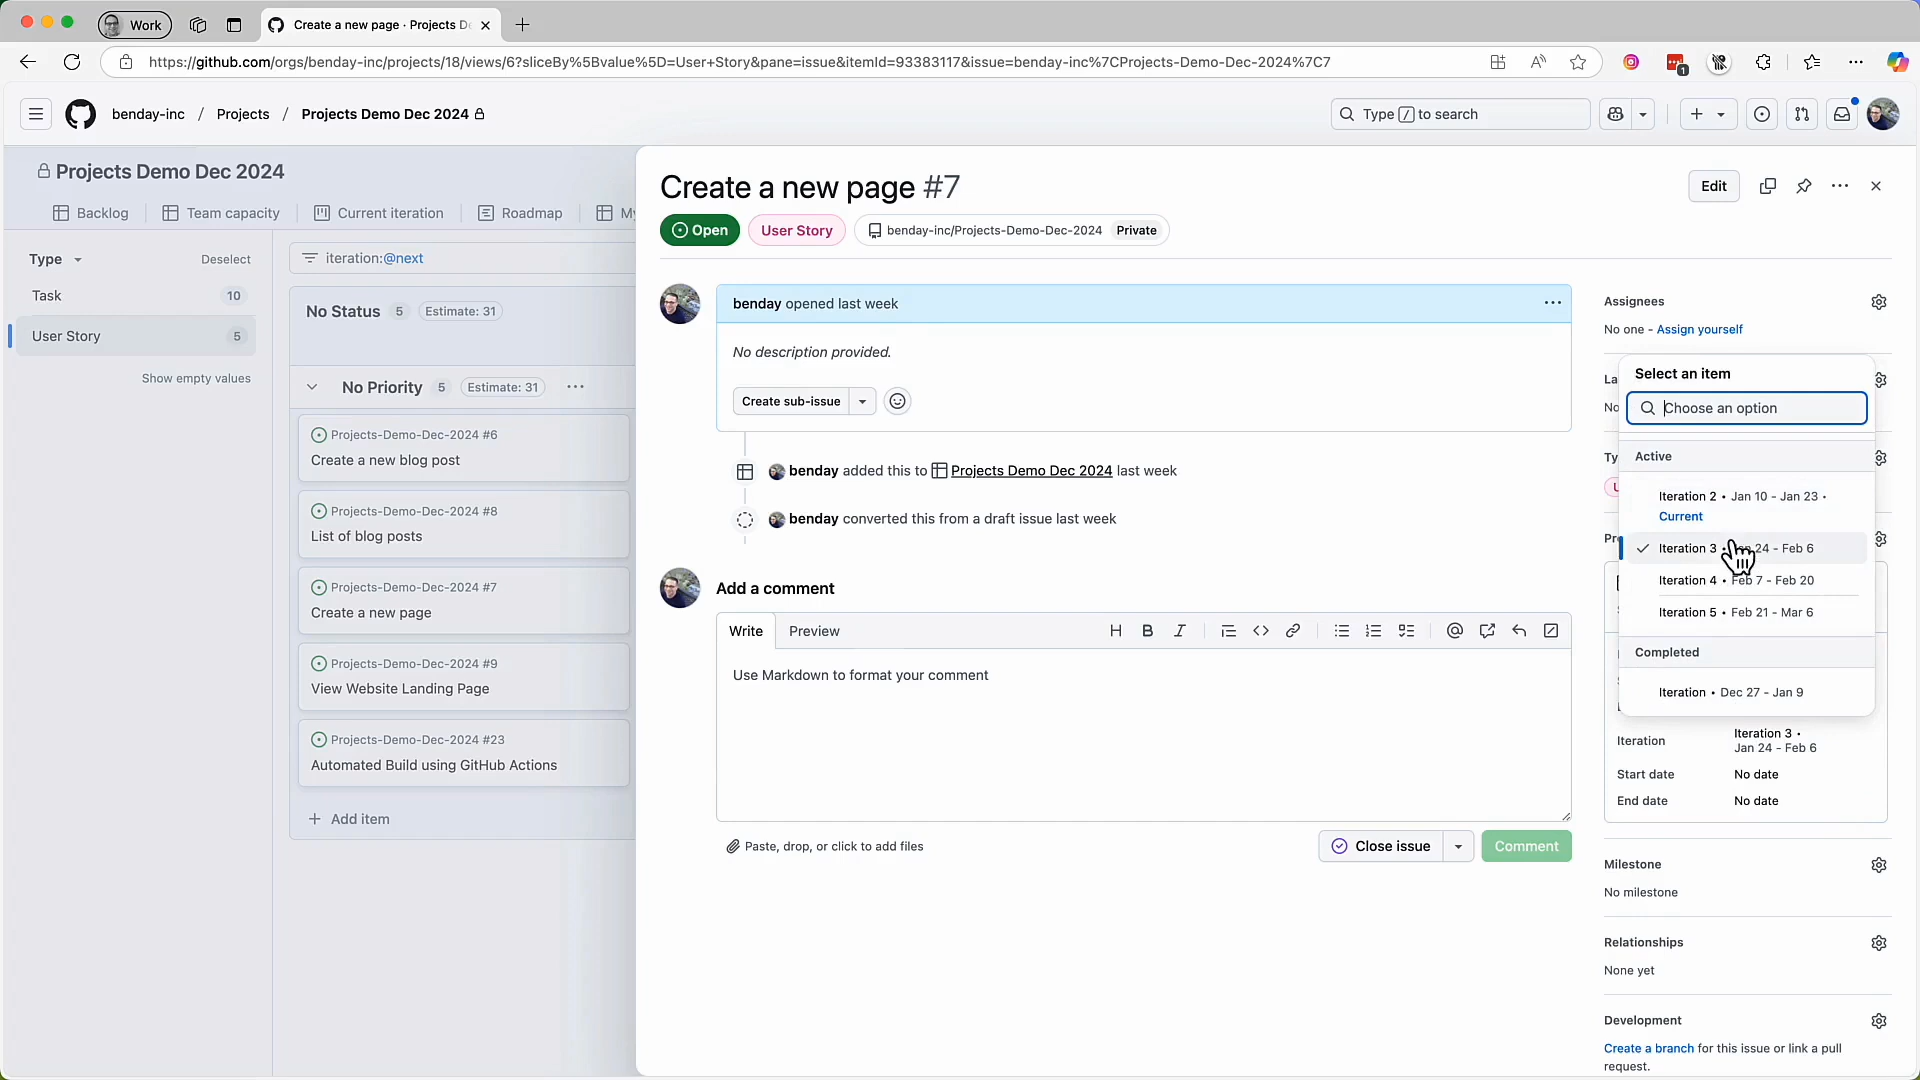 Work
Create a new page · Projects De
https://github.com/orgs/benday-inc/projects/18/views/6?sliceBy%5Bvalue%5D=User+Story&pane=issue&itemId=93383117&issue=benday-inc%7CProjects-Demo-Dec-2024%7C7
1
benday-inc / Projects / Projects Demo Dec 2024
Type / to search
Projects Demo Dec 2024
Backlog
Team capacity
Current iteration
Roadmap
My
Type
Deselect
Task 10
User Story 5
Show empty values
iteration:@next
No Status 5 Estimate: 31
No Priority 5 Estimate: 31
Projects-Demo-Dec-2024 #6
Create a new blog post
Projects-Demo-Dec-2024 #8
List of blog posts
Projects-Demo-Dec-2024 #7
Create a new page
Projects-Demo-Dec-2024 #9
View Website Landing Page
Projects-Demo-Dec-2024 #23
Automated Build using GitHub Actions
+ Add item
Create a new page #7
Edit
Open
User Story
benday-inc/Projects-Demo-Dec-2024 Private
benday opened last week
No description provided.
Create sub-issue
benday added this to Projects Demo Dec 2024 last week
benday converted this from a draft issue last week
Add a comment
Write
Preview
Use Markdown to format your comment
Paste, drop, or click to add files
Close issue
Comment
Assignees
No one - Assign yourself
La
No
Ty
Pr
Select an item
Choose an option
Active
Iteration 2 • Jan 10 - Jan 23 •
Current
Iteration 3 • 24 - Feb 6
Iteration 4 • Feb 7 - Feb 20
Iteration 5 • Feb 21 - Mar 6
Completed
Iteration • Dec 27 - Jan 9
Iteration
Iteration 3 •
Jan 24 - Feb 6
Start date No date
End date No date
Milestone
No milestone
Relationships
None yet
Development
Create a branch for this issue or link a pull
request.